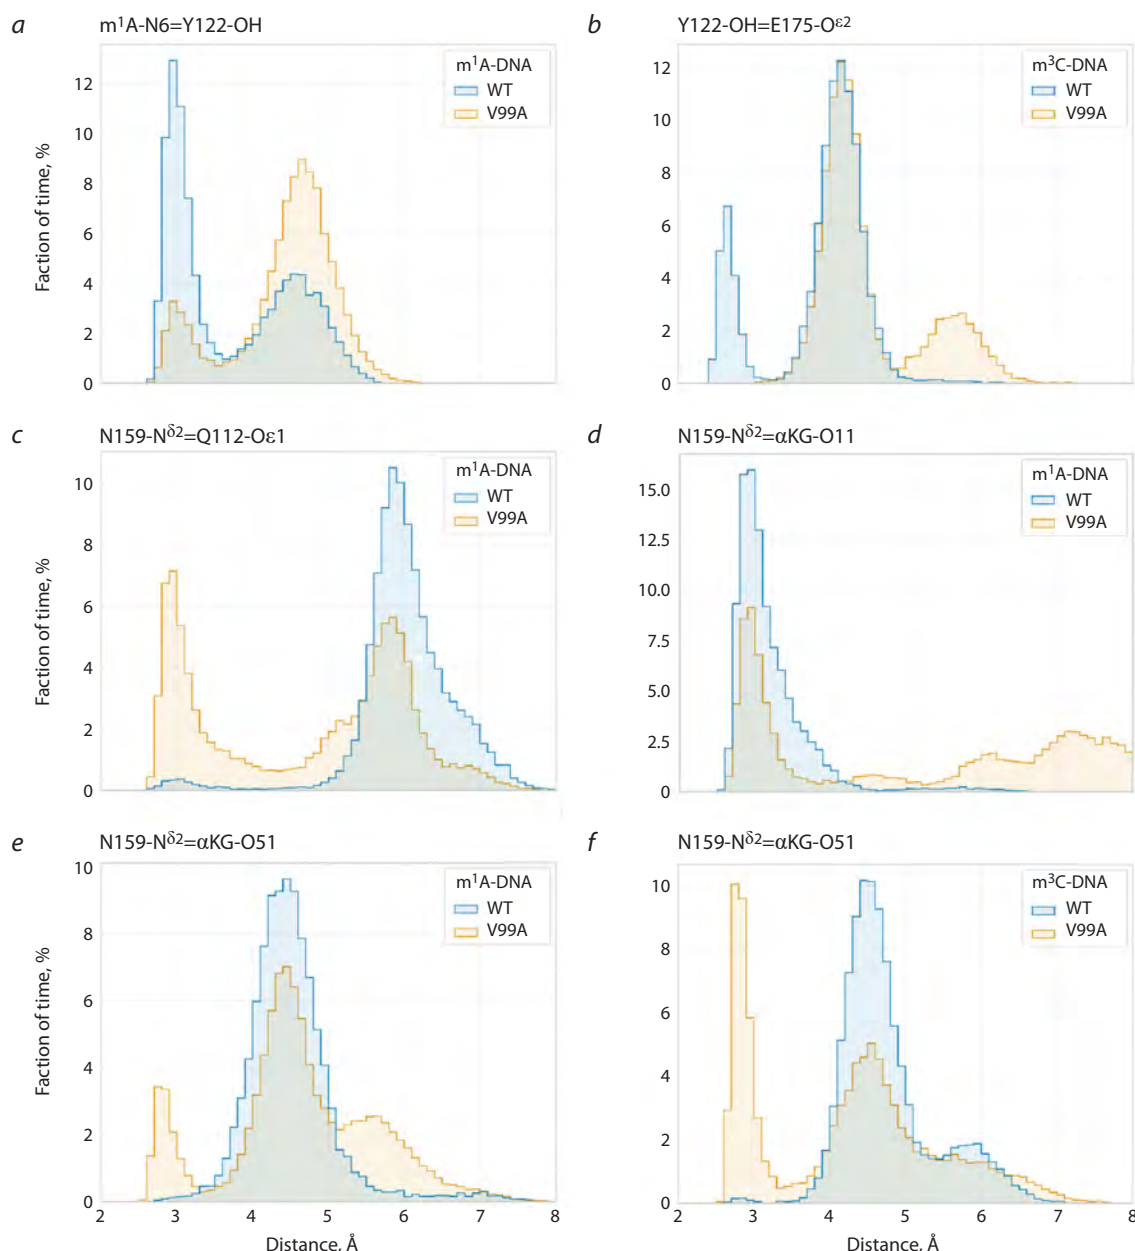 a m¹A-N6=Y122-OH
m¹A-DNA
WT
V99A
Faction of time, %
12
10
8
6
4
2
0
b Y122-OH=E175-Oᵋ²
m³C-DNA
WT
V99A
12
10
8
6
4
2
0
c N159-Nᵟ²=Q112-Oε1
m¹A-DNA
WT
V99A
Faction of time, %
10
8
6
4
2
0
d N159-Nᵟ²=αKG-O11
m¹A-DNA
WT
V99A
15.0
12.5
10.0
7.5
5.0
2.5
0
e N159-Nᵟ²=αKG-O51
m¹A-DNA
WT
V99A
Faction of time, %
10
8
6
4
2
0
2 3 4 5 6 7 8
Distance, Å
f N159-Nᵟ²=αKG-O51
m³C-DNA
WT
V99A
10
8
6
4
2
0
2 3 4 5 6 7 8
Distance, Å